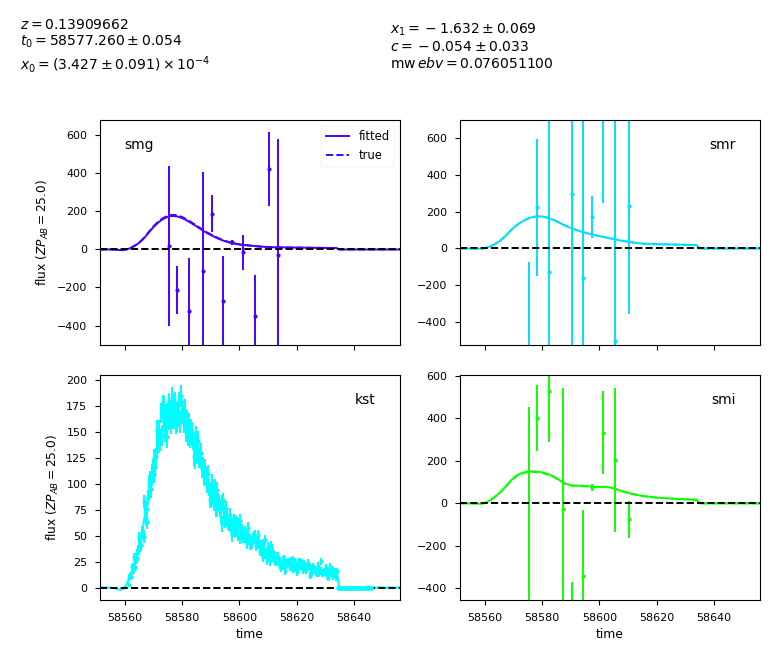 z = 0.13909662
t0 = 58577.260 ± 0.054
x0 = (3.427 ± 0.091) × 10^-4
x1 = −1.632 ± 0.069
c = −0.054 ± 0.033
mw ebv = 0.076051100
smg
fitted
true
600
400
200
0
−200
−400
flux (ZP_AB = 25.0)
smr
600
400
200
0
−200
−400
kst
200
175
150
125
100
75
50
25
0
flux (ZP_AB = 25.0)
58560 58580 58600 58620 58640
time
smi
600
400
200
0
−200
−400
58560 58580 58600 58620 58640
time